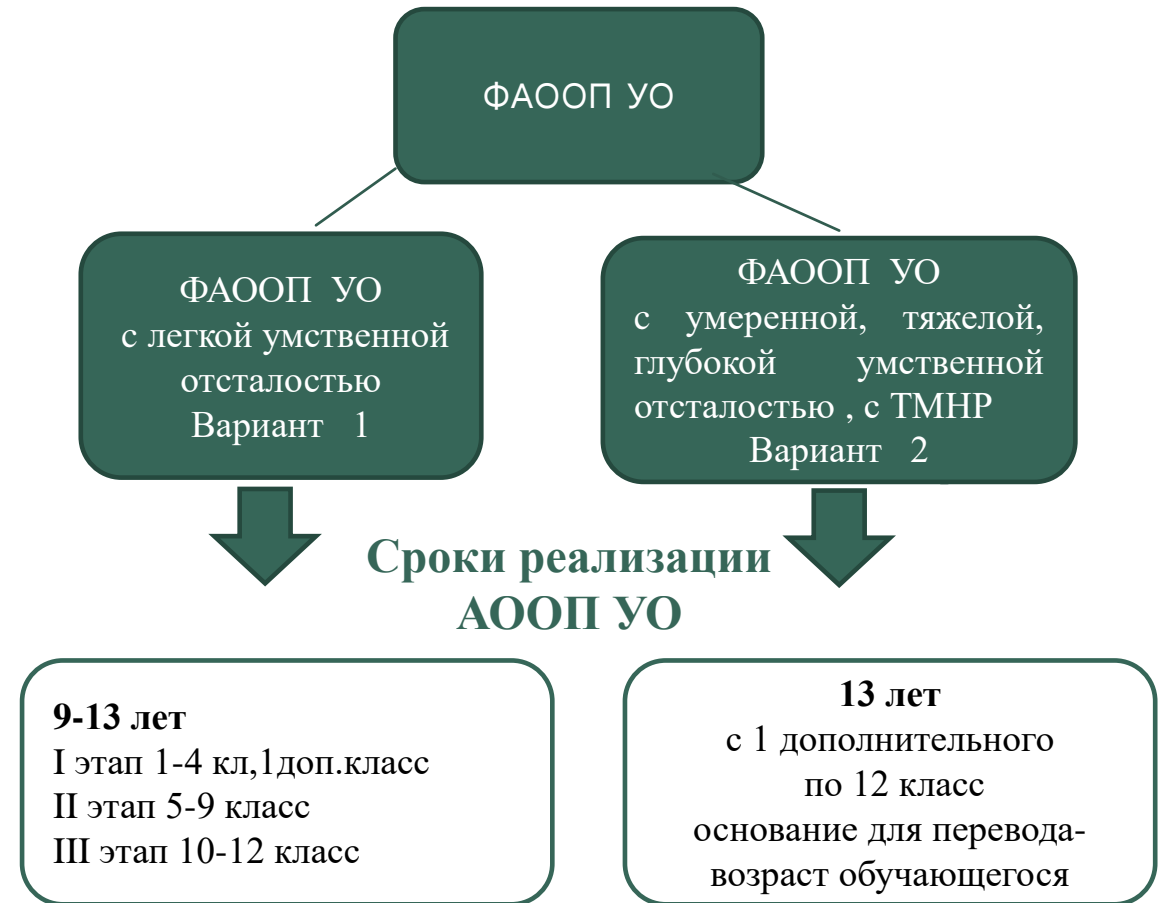 ФАООП УО
ФАООП УО
с легкой умственной
отсталостью
Вариант 1
ФАООП УО
с умеренной, тяжелой,
глубокой умственной
отсталостью , с ТМНР
Вариант 2
Сроки реализации
АООП УО
9-13 лет
I этап 1-4 кл,1доп.класс
II этап 5-9 класс
III этап 10-12 класс
13 лет
с 1 дополнительного
по 12 класс
основание для перевода-
возраст обучающегося